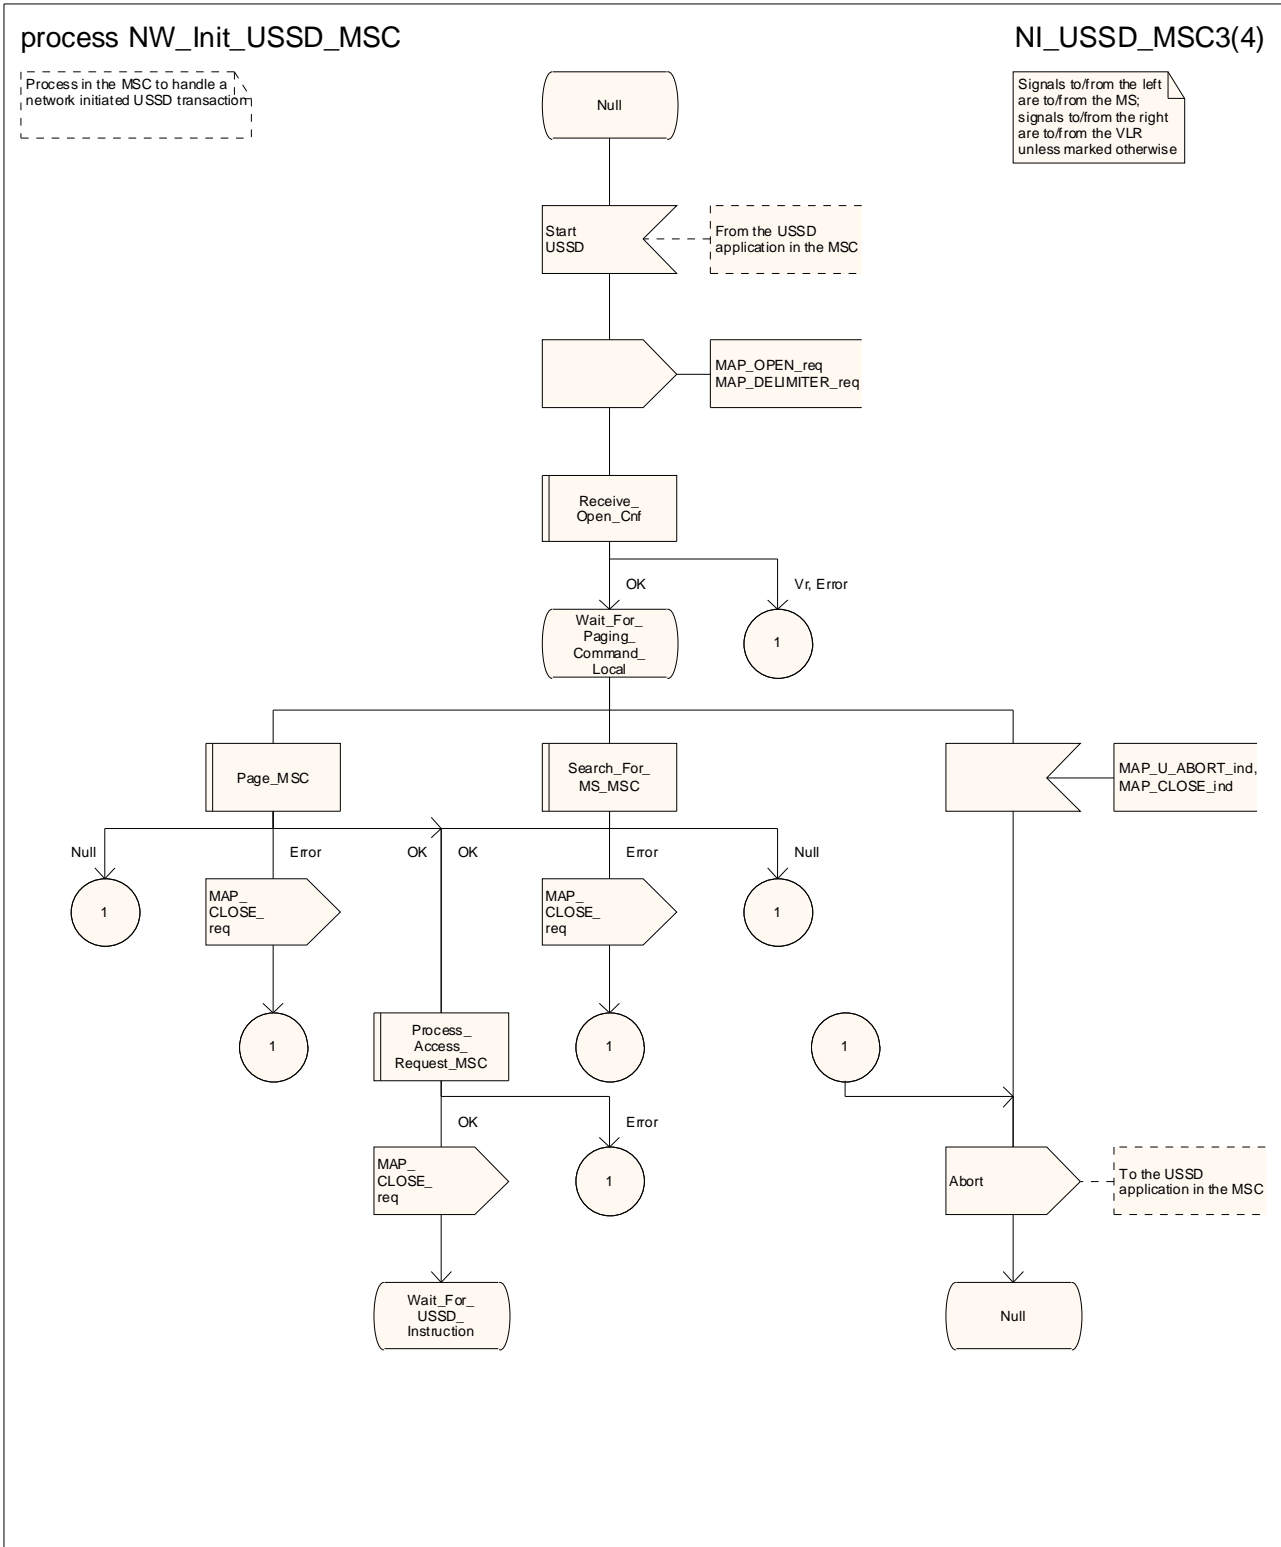 process NW_Init_USSD_MSC
NI_USSD_MSC3(4)
Process in the MSC to handle a
network initiated USSD transaction
Null
Signals to/from the left
are to/from the MS;
signals to/from the right
are to/from the VLR
unless marked otherwise
Start
USSD
From the USSD
application in the MSC
MAP_OPEN_req
MAP_DELIMITER_req
Receive_
Open_Cnf
OK
Vr, Error
Wait_For_
Paging_
Command_
Local
1
Page_MSC
Search_For_
MS_MSC
MAP_U_ABORT_ind,
MAP_CLOSE_ind
Null
Error
OK
OK
Error
Null
1
MAP_
CLOSE_
req
MAP_
CLOSE_
req
1
1
Process_
Access_
Request_MSC
1
1
OK
Error
MAP_
CLOSE_
req
1
Abort
To the USSD
application in the MSC
Wait_For_
USSD_
Instruction
Null